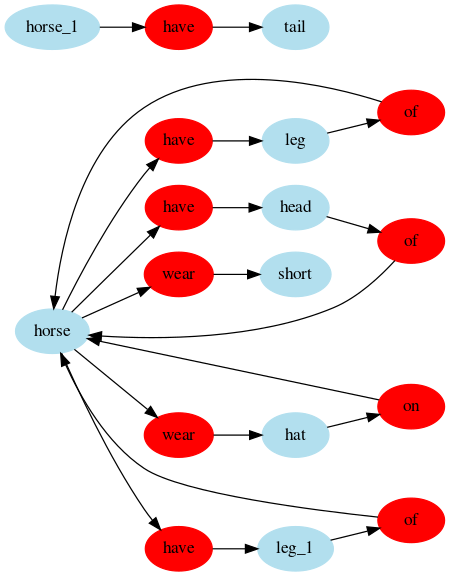 horse_1 have tail
of
have leg
have head
of
wear short
horse
on
wear hat
of
have leg_1